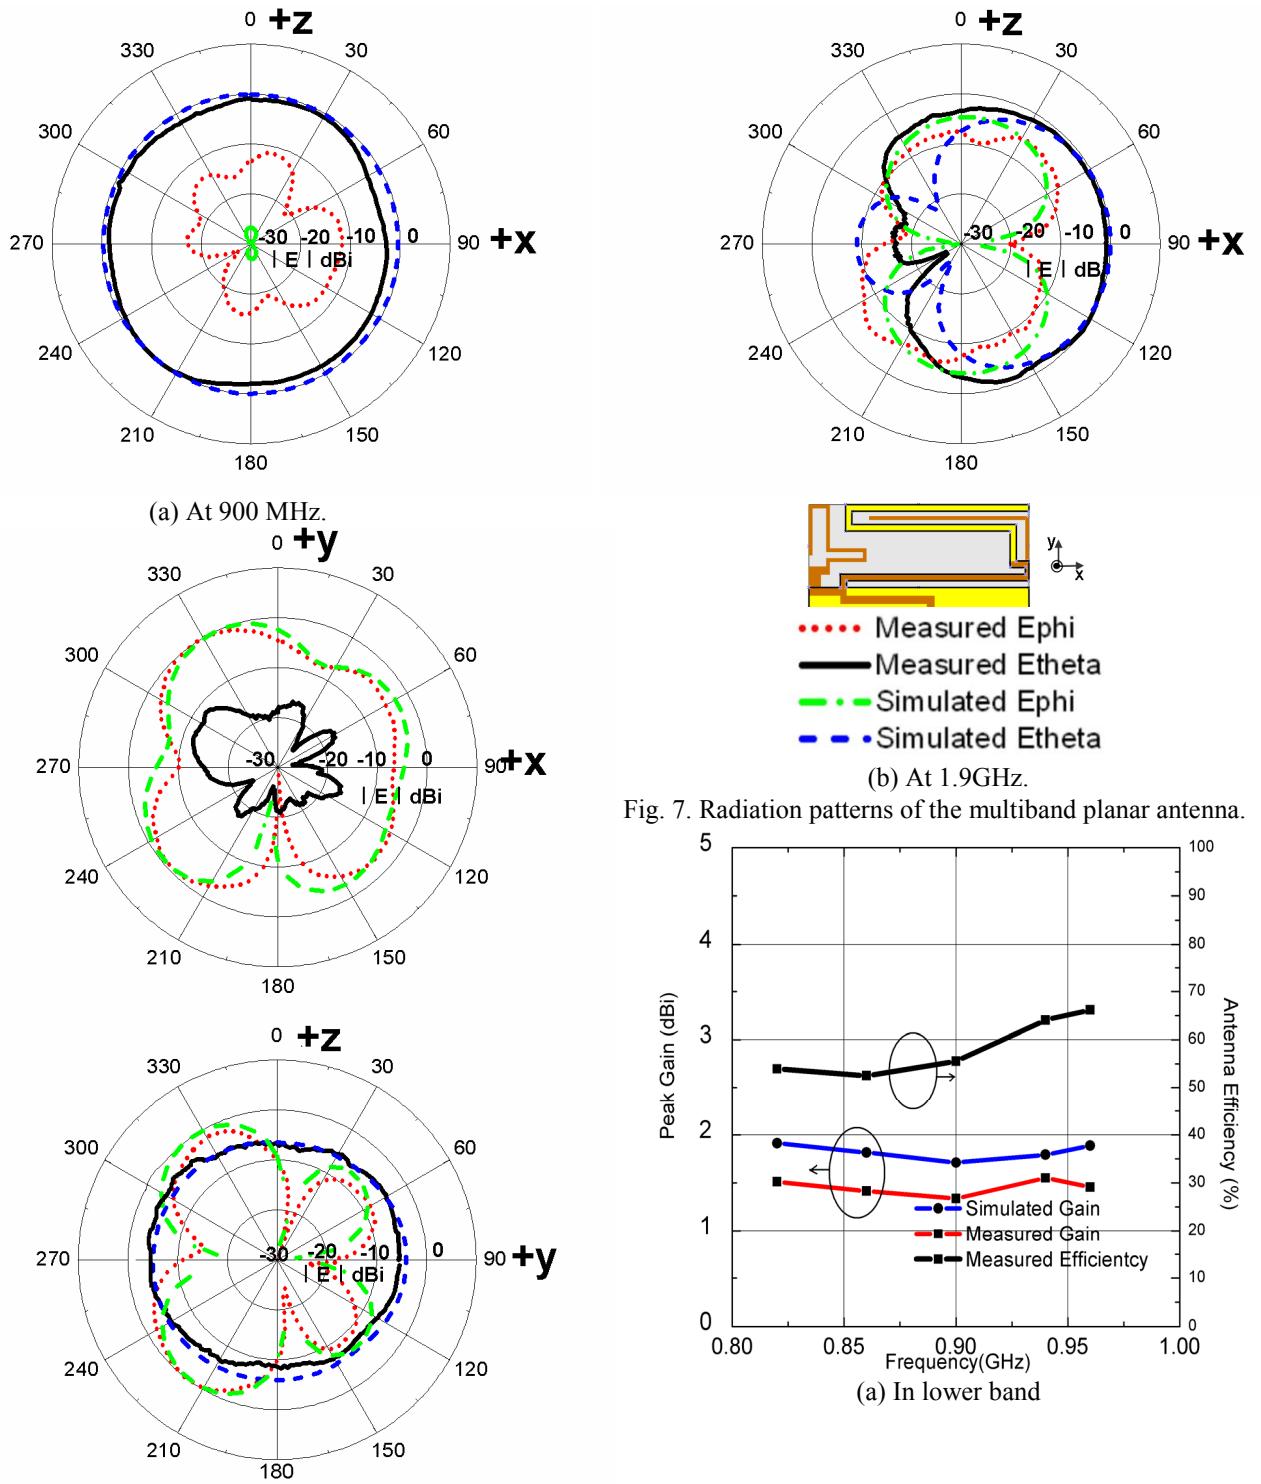 0 +z
330 30
300 60
270 -30 -20 -10 0 90 +x
| E | dBi
240 120
210 150
180
(a) At 900 MHz.
0 +y
330 30
300 60
270 -30 -20 -10 0 90 +x
| E | dBi
240 120
210 150
180
0 +z
330 30
300 60
270 -30 -20 -10 0 90 +y
| E | dBi
240 120
210 150
180
0 +z
330 30
300 60
270 -30 -20 -10 0 90 +x
| E | dB
240 120
210 150
180
y
x
Measured Ephi
Measured Etheta
Simulated Ephi
Simulated Etheta
(b) At 1.9GHz.
Fig. 7. Radiation patterns of the multiband planar antenna.
5 100
90
4 80
70
3 60
50
2 40
30
1 20
10
0 0
Peak Gain (dBi)
Antenna Efficiency (%)
Simulated Gain
Measured Gain
Measured Efficientcy
0.80 0.85 0.90 0.95 1.00
Frequency(GHz)
(a) In lower band